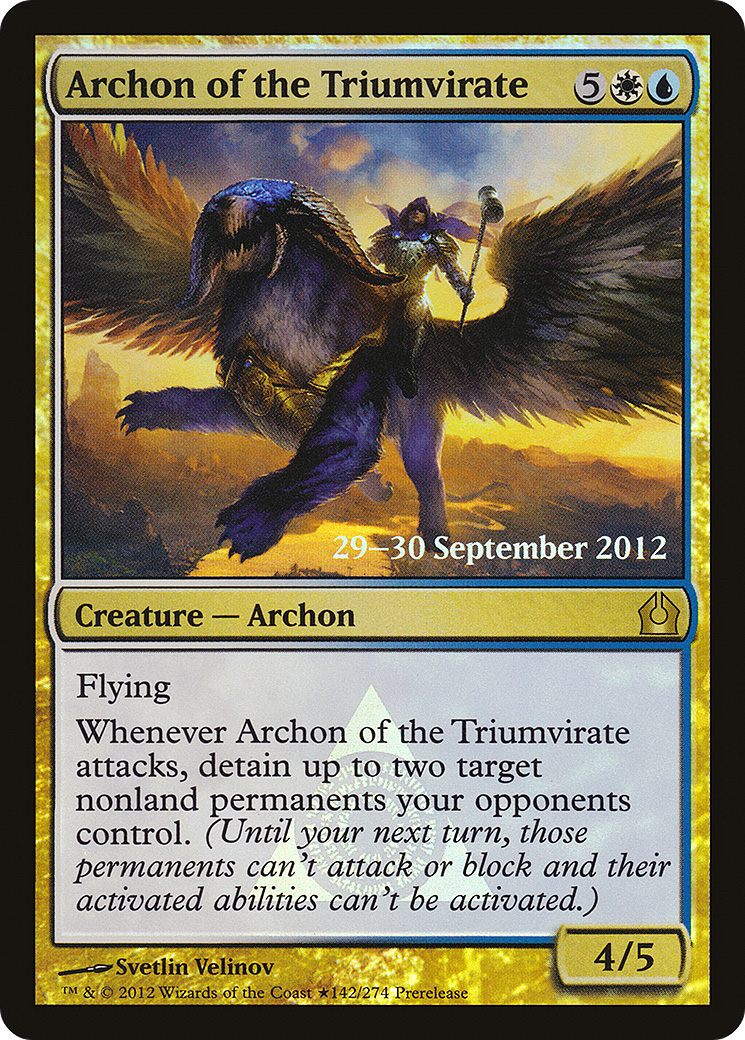 Archon of the Triumvirate 5
29–30 September 2012
Creature — Archon
Flying
Whenever Archon of the Triumvirate
attacks, detain up to two target
nonland permanents your opponents
control. (Until your next turn, those
permanents can't attack or block and their
activated abilities can't be activated.)
4/5
Svetlin Velinov
™ & © 2012 Wizards of the Coast ★142/274 Prerelease